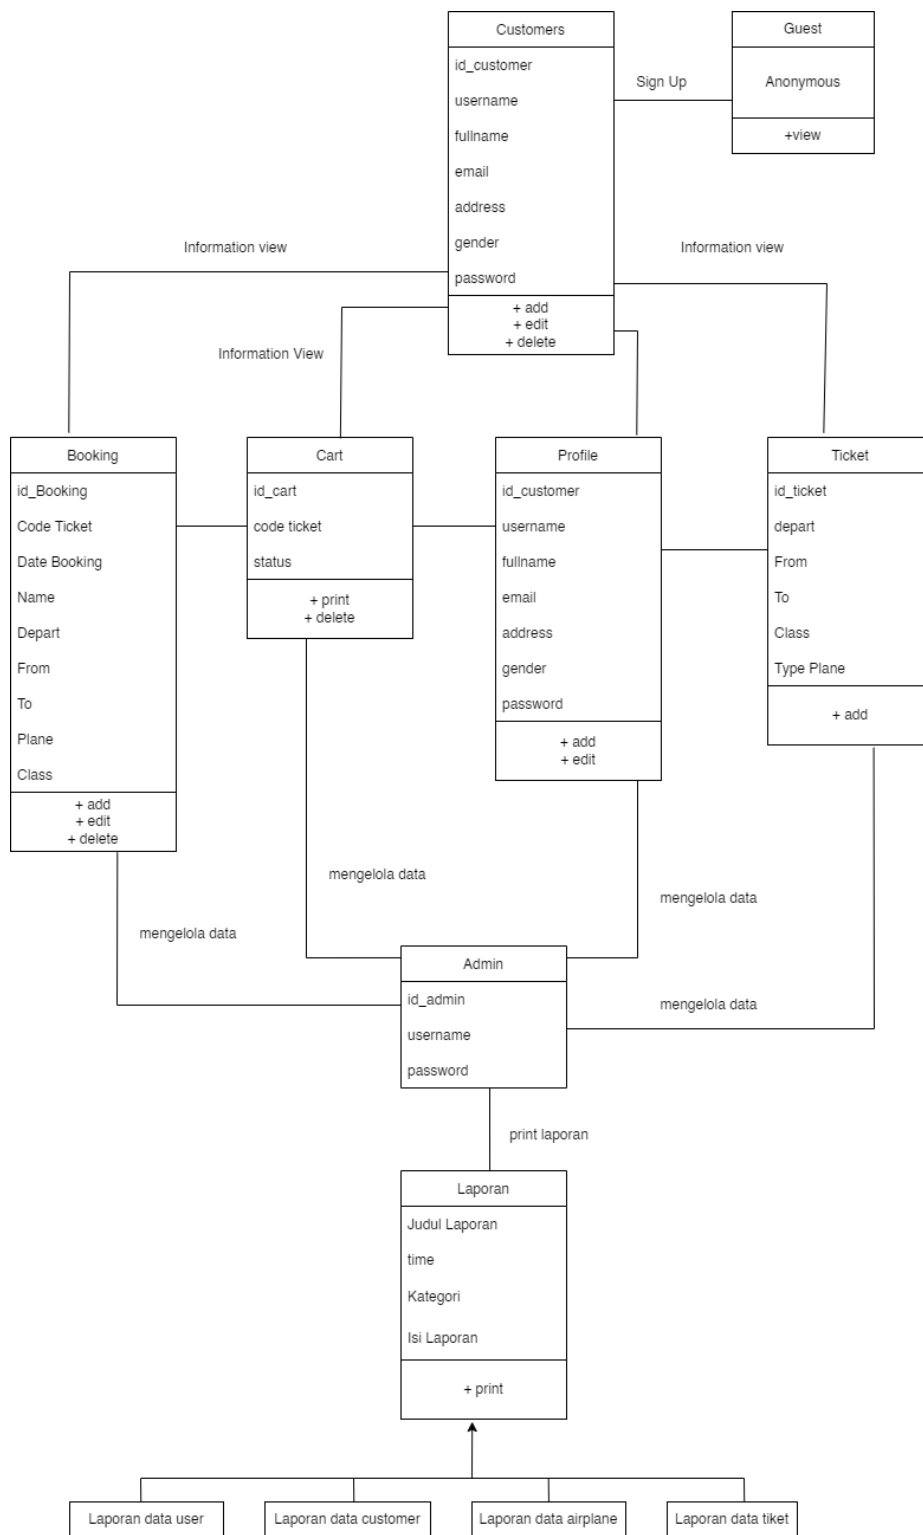 Customers
id_customer
username
fullname
email
address
gender
password
+ add
+ edit
+ delete
Sign Up
Guest
Anonymous
+view
Information view
Information View
Information view
Booking
id_Booking
Code Ticket
Date Booking
Name
Depart
From
To
Plane
Class
+ add
+ edit
+ delete
Cart
id_cart
code ticket
status
+ print
+ delete
Profile
id_customer
username
fullname
email
address
gender
password
+ add
+ edit
Ticket
id_ticket
depart
From
To
Class
Type Plane
+ add
mengelola data
mengelola data
mengelola data
mengelola data
Admin
id_admin
username
password
print laporan
Laporan
Judul Laporan
time
Kategori
Isi Laporan
+ print
Laporan data user
Laporan data customer
Laporan data airplane
Laporan data tiket